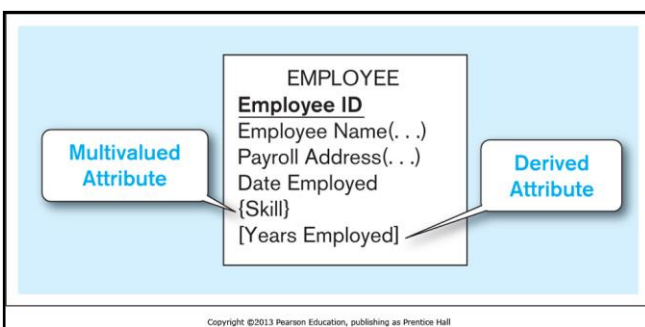 EMPLOYEE
Employee ID
Employee Name(. . .)
Payroll Address(. . .)
Date Employed
{Skill}
[Years Employed]
Multivalued
Attribute
Derived
Attribute
Copyright ©2013 Pearson Education, publishing as Prentice Hall